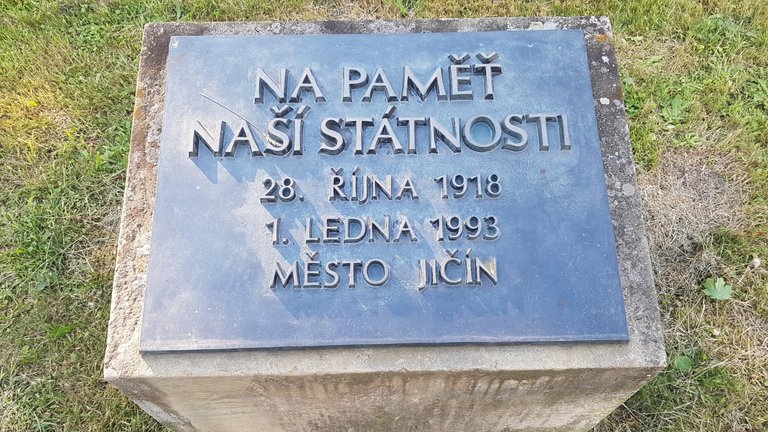 NA PAMĚŤ
NAŠÍ STÁTNOSTI
28. ŘÍJNA 1918
1. LEDNA 1993
MĚSTO JIČÍN